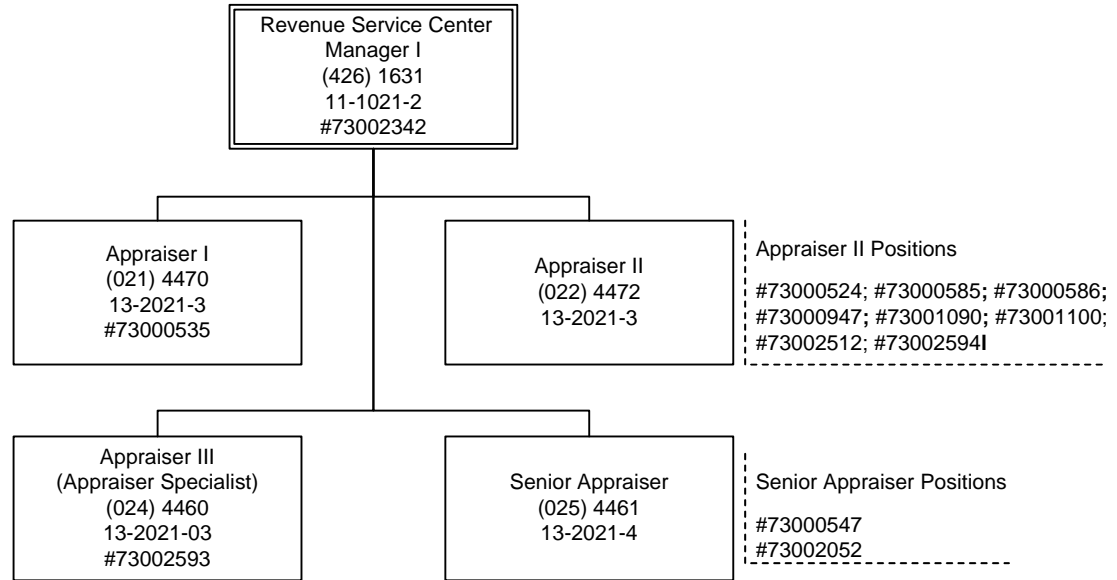 Revenue Service Center
Manager I
(426) 1631
11-1021-2
#73002342
Appraiser I
(021) 4470
13-2021-3
#73000535
Appraiser II
(022) 4472
13-2021-3
Appraiser II Positions
#73000524; #73000585; #73000586;
#73000947; #73001090; #73001100;
#73002512; #73002594I
Appraiser III
(Appraiser Specialist)
(024) 4460
13-2021-03
#73002593
Senior Appraiser
(025) 4461
13-2021-4
Senior Appraiser Positions
#73000547
#73002052